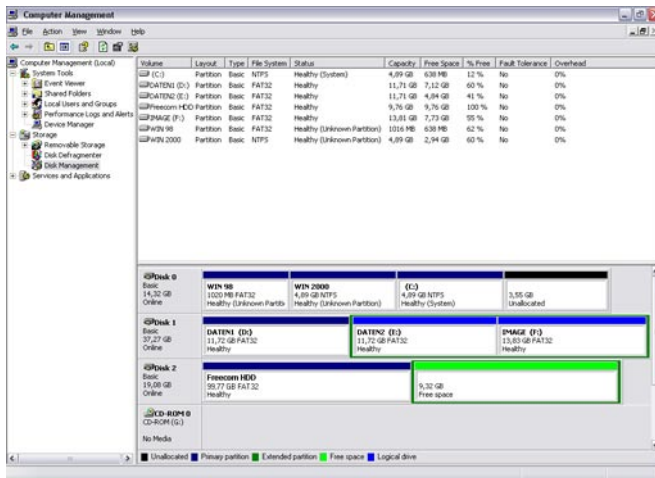 Computer Management
File Action View Window Help
Computer Management (Local)
System Tools
Event Viewer
Shared Folders
Local Users and Groups
Performance Logs and Alerts
Device Manager
Storage
Removable Storage
Disk Defragmenter
Disk Management
Services and Applications
Volume Layout Type File System Status Capacity Free Space % Free Fault Tolerance Overhead
(C:) Partition Basic NTFS Healthy (System) 4,89 GB 638 MB 12 % No 0%
DATEN1 (D:) Partition Basic FAT32 Healthy 11,71 GB 7,12 GB 60 % No 0%
DATEN2 (E:) Partition Basic FAT32 Healthy 11,71 GB 4,84 GB 41 % No 0%
Freecom HDD Partition Basic FAT32 Healthy 9,76 GB 9,76 GB 100 % No 0%
IMAGE (F:) Partition Basic FAT32 Healthy 13,81 GB 7,73 GB 55 % No 0%
WIN 98 Partition Basic FAT32 Healthy (Unknown Partition) 1016 MB 638 MB 62 % No 0%
WIN 2000 Partition Basic NTFS Healthy (Unknown Partition) 4,89 GB 2,94 GB 60 % No 0%
Disk 0
Basic
14,32 GB
Online
WIN 98
1020 MB FAT32
Healthy (Unknown Partiti
WIN 2000
4,89 GB NTFS
Healthy (Unknown Partition)
(C:)
4,89 GB NTFS
Healthy (System)
3,55 GB
Unallocated
Disk 1
Basic
37,27 GB
Online
DATEN1 (D:)
11,72 GB FAT32
Healthy
DATEN2 (E:)
11,72 GB FAT32
Healthy
IMAGE (F:)
13,83 GB FAT32
Healthy
Disk 2
Basic
19,08 GB
Online
Freecom HDD
GB FAT32
Healthy
9,32 GB
Free space
CD-ROM 0
CD-ROM (G:)
No Media
Unallocated Primary partition Extended partition Free space Logical drive